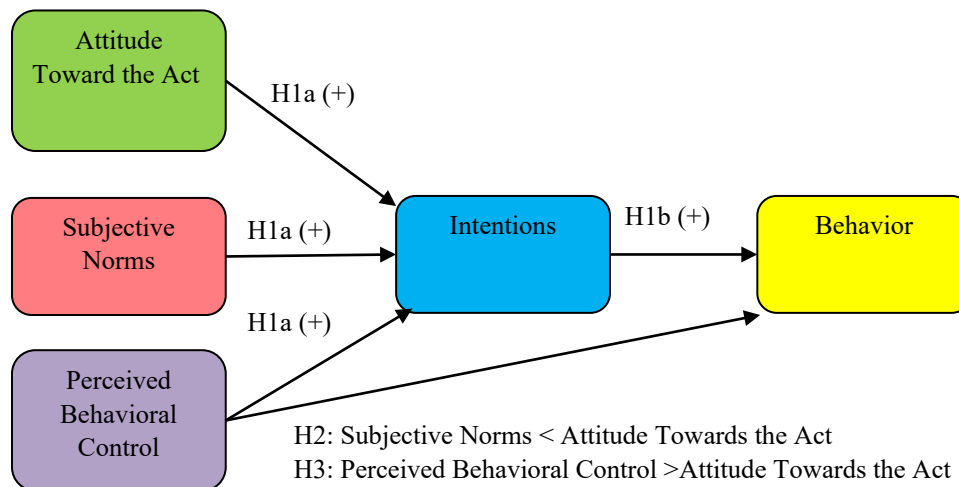 Attitude
Toward the Act
H1a (+)
Subjective
Norms
H1a (+)
Intentions
H1b (+)
Behavior
H1a (+)
Perceived
Behavioral
Control
H2: Subjective Norms < Attitude Towards the Act
H3: Perceived Behavioral Control >Attitude Towards the Act